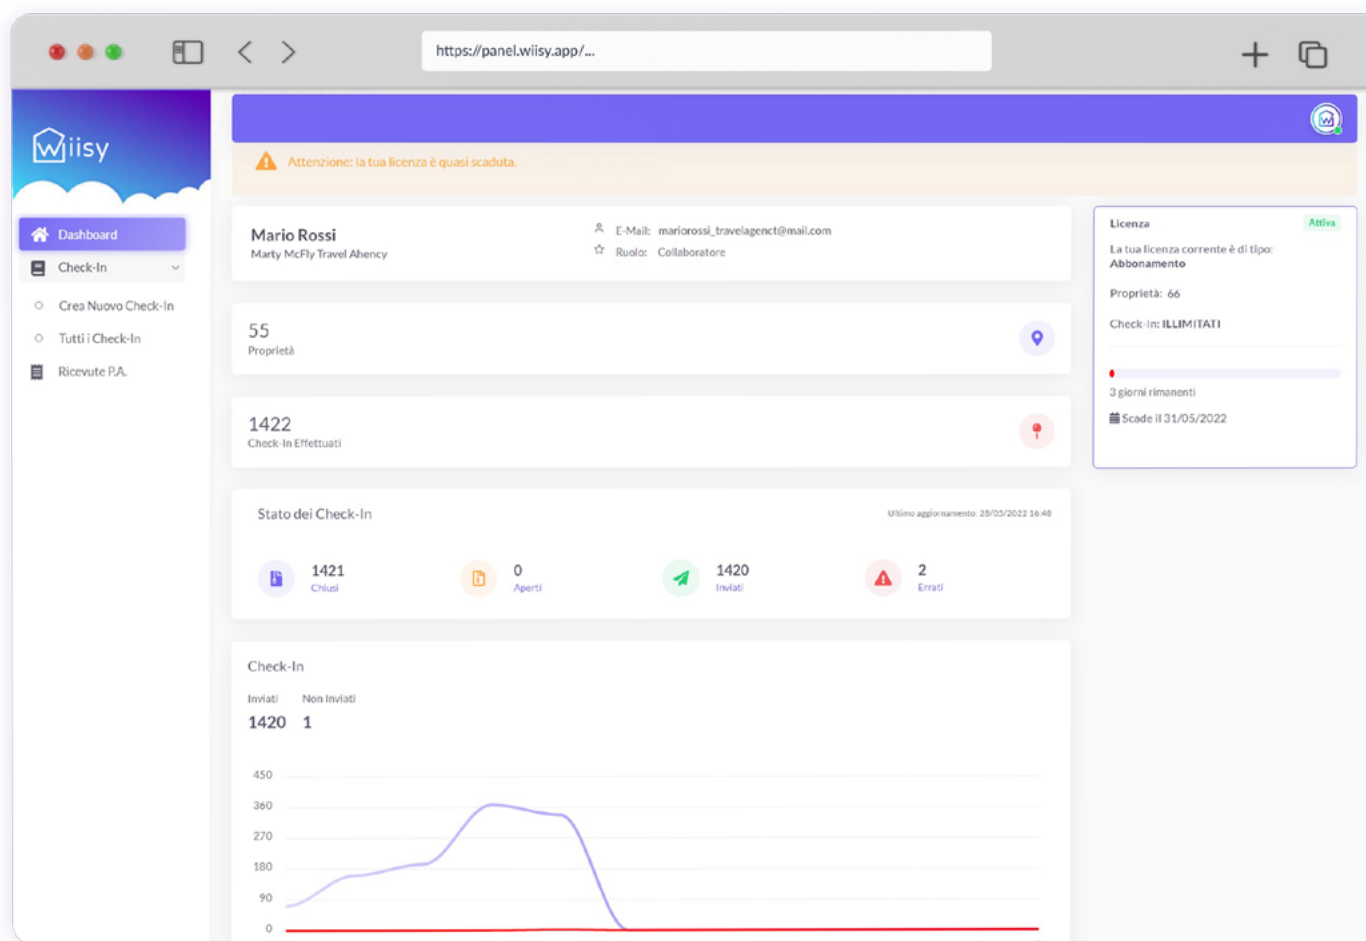 https://panel.wiisy.app/...
Wiisy
Attenzione: la tua licenza è quasi scaduta.
Dashboard
Check-In
Crea Nuovo Check-In
Tutti i Check-In
Ricevute P.A.
Mario Rossi
Marty McFly Travel Ahency
E-Mail: mariorossi_travelagenct@mail.com
Ruolo: Collaboratore
55
Proprietà
1422
Check-In Effettuati
Stato dei Check-In
Ultimo aggiornamento: 28/05/2022 16:48
1421
Chiusi
0
Aperti
1420
Inviati
2
Errati
Check-In
Inviati Non Inviati
1420 1
450
360
270
180
90
0
Licenza Attiva
La tua licenza corrente è di tipo:
Abbonamento
Proprietà: 66
Check-In: ILLIMITATI
3 giorni rimanenti
Scade il 31/05/2022